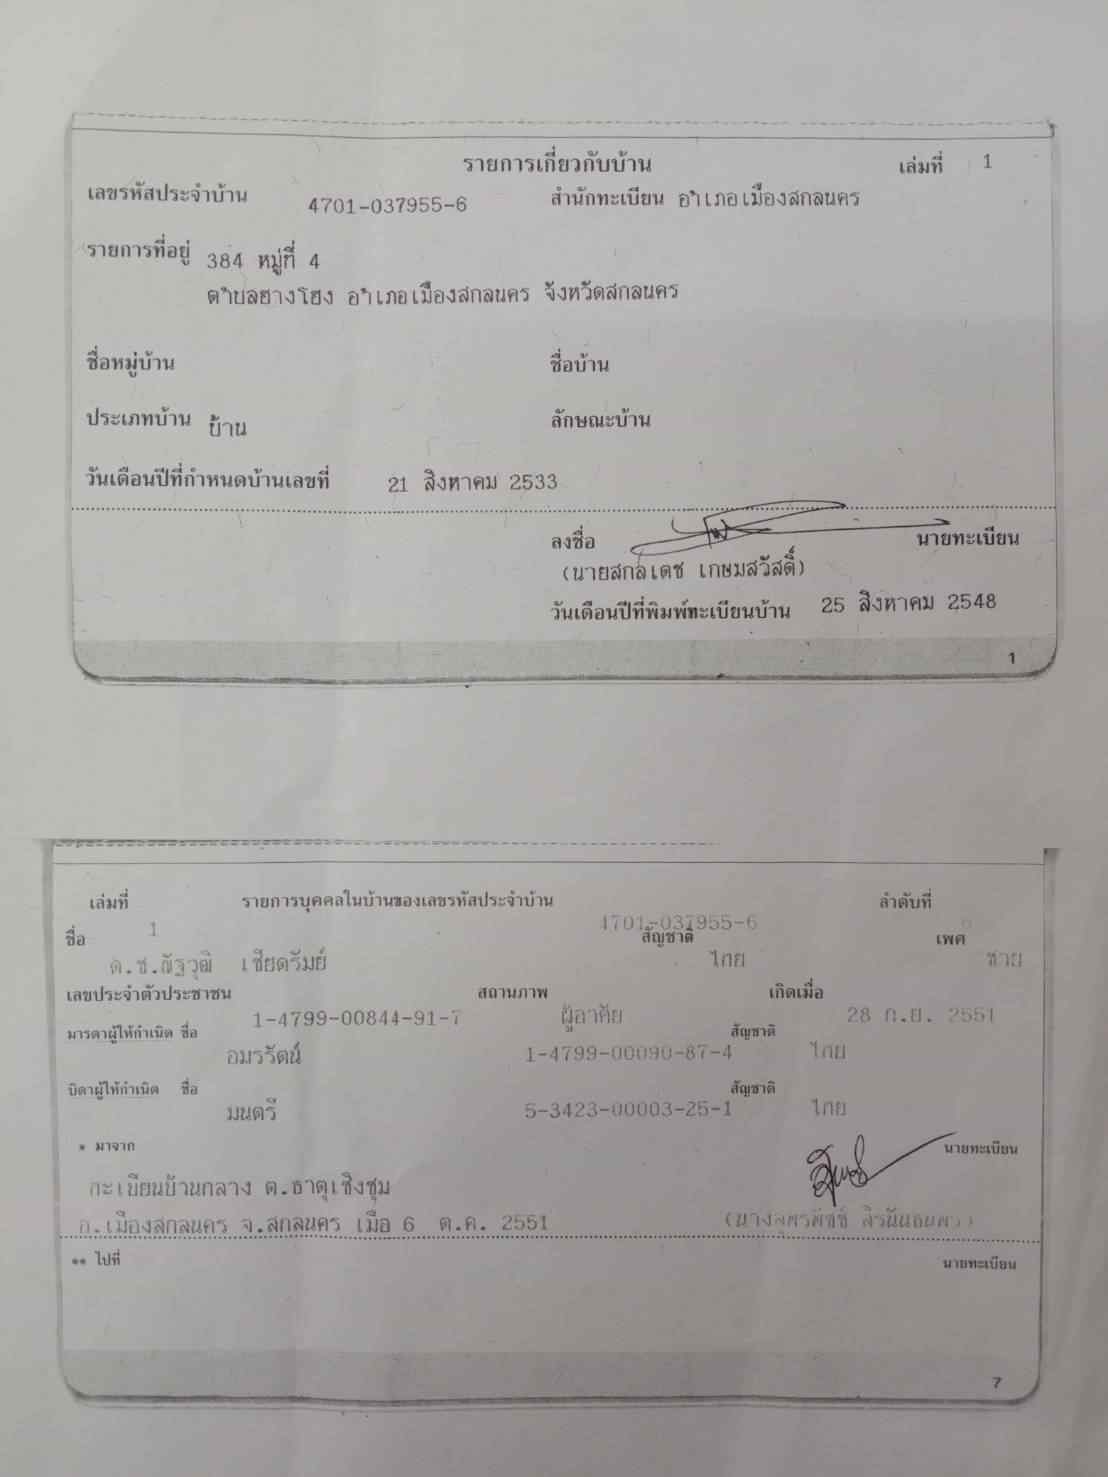 รายการเกี่ยวกับบ้าน เล่มที่ 1
เลขรหัสประจำบ้าน 4701-037955-6 สำนักทะเบียน อำเภอเมืองสกลนคร
รายการที่อยู่ 384 หมู่ที่ 4
ตำบลฮางโฮง อำเภอเมืองสกลนคร จังหวัดสกลนคร
ชื่อหมู่บ้าน ชื่อบ้าน
ประเภทบ้าน บ้าน ลักษณะบ้าน
วันเดือนปีที่กำหนดบ้านเลขที่ 21 สิงหาคม 2533
ลงชื่อ นายทะเบียน
(นายสกลเดช เกษมสวัสดิ์)
วันเดือนปีที่พิมพ์ทะเบียนบ้าน 25 สิงหาคม 2548
1
เล่มที่ 1 รายการบุคคลในบ้านของเลขรหัสประจำบ้าน 4701-037955-6 ลำดับที่ 6
ชื่อ ด.ช.ณัฐวุฒิ เชียดรัมย์ สัญชาติ ไทย เพศ ชาย
เลขประจำตัวประชาชน 1-4799-00844-91-7 สถานภาพ ผู้อาศัย เกิดเมื่อ 28 ก.ย. 2551
มารดาผู้ให้กำเนิด ชื่อ อมรรัตน์ 1-4799-00090-87-4 สัญชาติ ไทย
บิดาผู้ให้กำเนิด ชื่อ มนตรี 5-3423-00003-25-1 สัญชาติ ไทย
* มาจาก นายทะเบียน
ทะเบียนบ้านกลาง ต.ธาตุเชิงชุม
อ.เมืองสกลนคร จ.สกลนคร เมื่อ 6 ต.ค. 2551
** ไปที่ นายทะเบียน
7